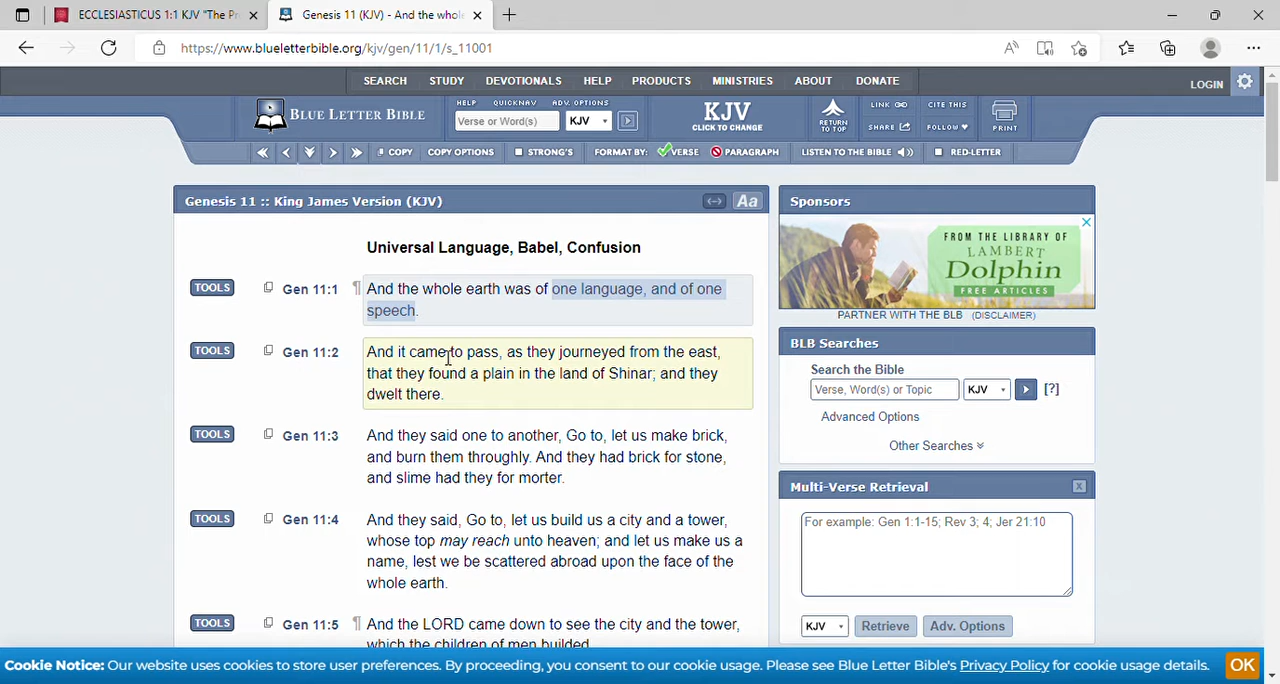 ECCLESIASTICUS 1:1 KJV "The Pr
Genesis 11 (KJV) - And the whole
https://www.blueletterbible.org/kjv/gen/11/1/s_11001
SEARCH STUDY DEVOTIONALS HELP PRODUCTS MINISTRIES ABOUT DONATE
LOGIN
BLUE LETTER BIBLE
HELP QUICKNAV ADV. OPTIONS
Verse or Word(s) KJV
KJV
CLICK TO CHANGE
RETURN
TO TOP
LINK CITE THIS
SHARE FOLLOW
PRINT
COPY COPY OPTIONS STRONG'S FORMAT BY: VERSE PARAGRAPH LISTEN TO THE BIBLE RED-LETTER
Genesis 11 :: King James Version (KJV)
Aa
Universal Language, Babel, Confusion
TOOLS Gen 11:1 ¶ And the whole earth was of one language, and of one
speech.
TOOLS Gen 11:2 And it came to pass, as they journeyed from the east,
that they found a plain in the land of Shinar; and they
dwelt there.
TOOLS Gen 11:3 And they said one to another, Go to, let us make brick,
and burn them throughly. And they had brick for stone,
and slime had they for morter.
TOOLS Gen 11:4 And they said, Go to, let us build us a city and a tower,
whose top may reach unto heaven; and let us make us a
name, lest we be scattered abroad upon the face of the
whole earth.
TOOLS Gen 11:5 ¶ And the LORD came down to see the city and the tower,
which the children of men builded.
Sponsors
FROM THE LIBRARY OF
LAMBERT
Dolphin
FREE ARTICLES
PARTNER WITH THE BLB (DISCLAIMER)
BLB Searches
Search the Bible
Verse, Word(s) or Topic KJV [?]
Advanced Options
Other Searches
Multi-Verse Retrieval
For example: Gen 1:1-15; Rev 3; 4; Jer 21:10
KJV Retrieve Adv. Options
Cookie Notice: Our website uses cookies to store user preferences. By proceeding, you consent to our cookie usage. Please see Blue Letter Bible's Privacy Policy for cookie usage details. OK